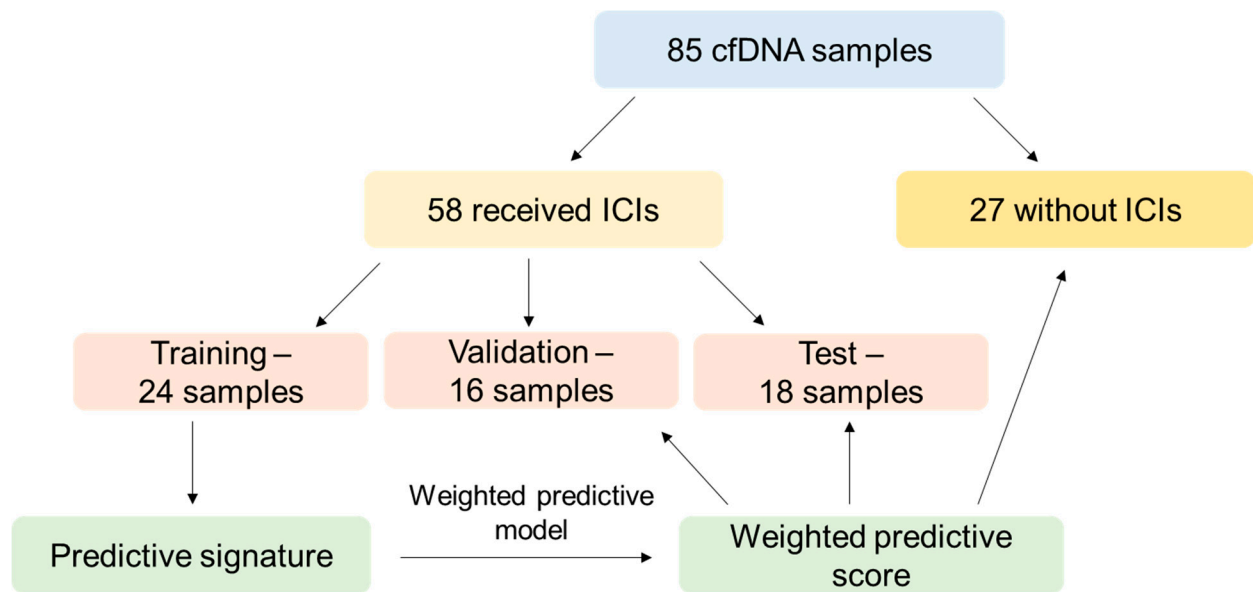 85 cfDNA samples
58 received ICIs
27 without ICIs
Training –
24 samples
Validation –
16 samples
Test –
18 samples
Predictive signature
Weighted predictive
model
Weighted predictive
score